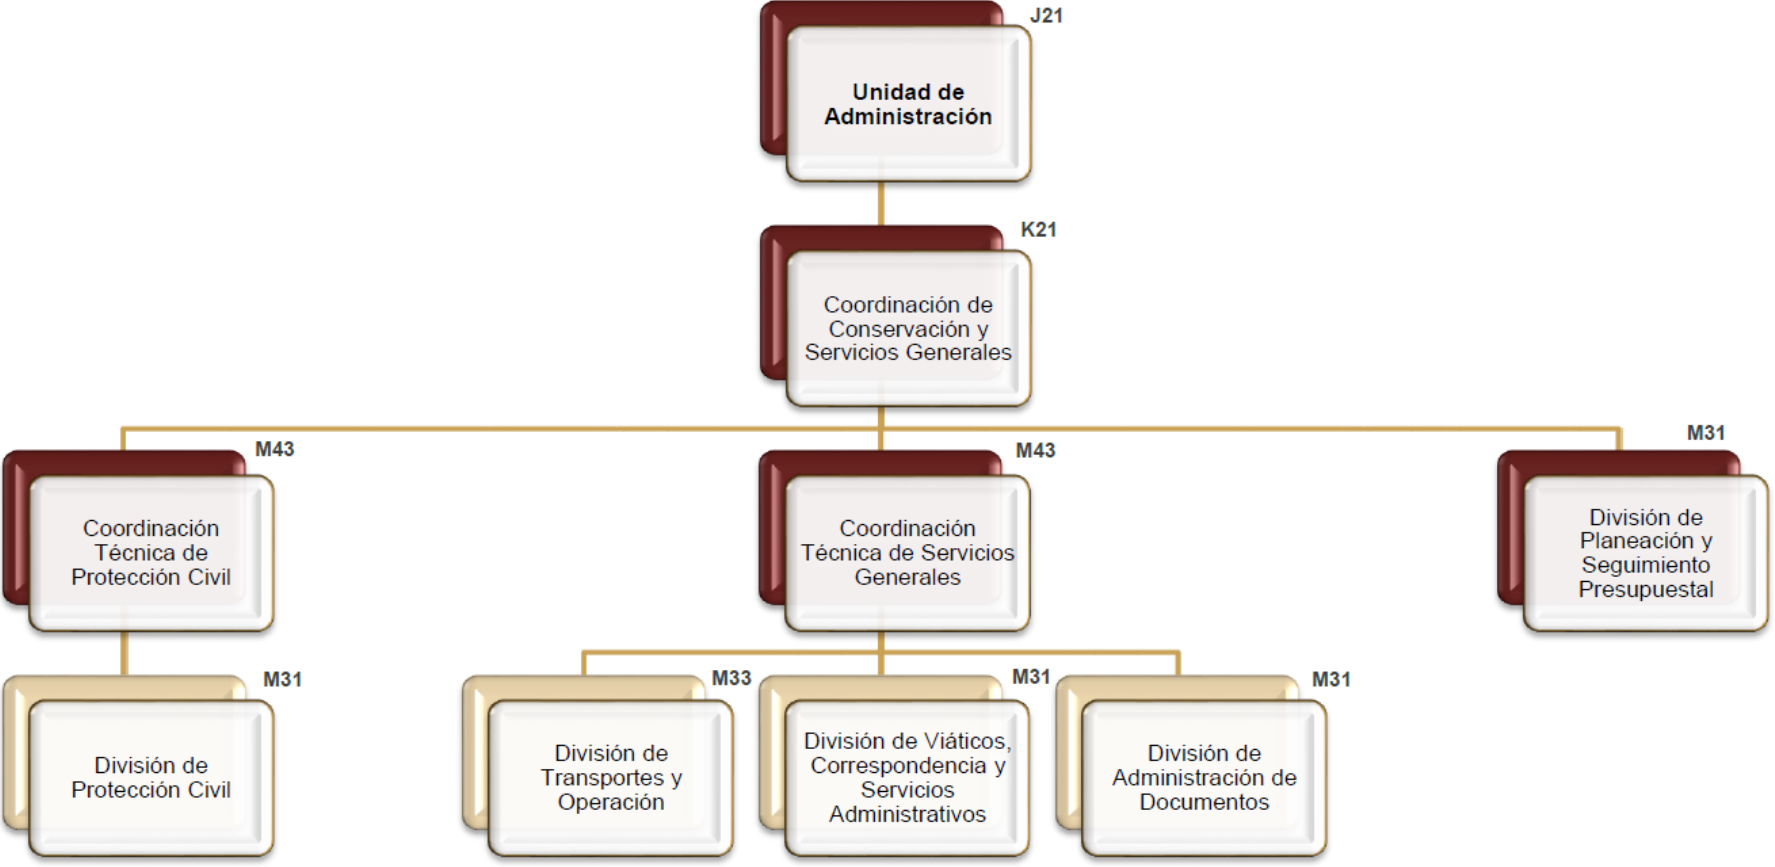 J21
Unidad de
Administración
K21
Coordinación de
Conservación y
Servicios Generales
M43
Coordinación
Técnica de
Protección Civil
M43
Coordinación
Técnica de Servicios
Generales
M31
División de
Planeación y
Seguimiento
Presupuestal
M31
División de
Protección Civil
M33
División de
Transportes y
Operación
M31
División de Viáticos,
Correspondencia y
Servicios
Administrativos
M31
División de
Administración de
Documentos